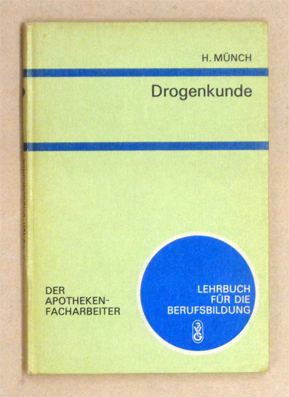 H. MÜNCH
Drogenkunde
DER
APOTHEKEN-
FACHARBEITER
LEHRBUCH
FÜR DIE
BERUFSBILDUNG